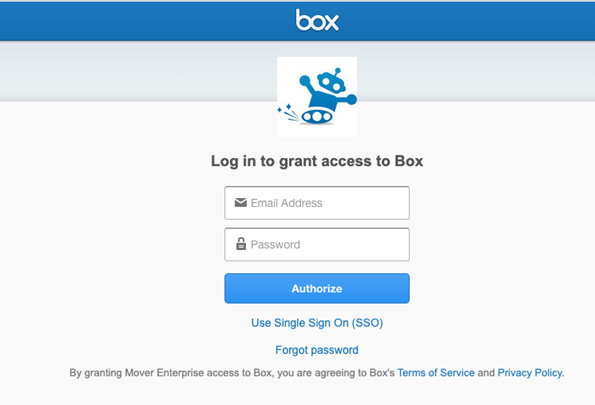 box
Log in to grant access to Box
Email Address
Password
Authorize
Use Single Sign On (SSO)
Forgot password
By granting Mover Enterprise access to Box, you are agreeing to Box's Terms of Service and Privacy Policy.